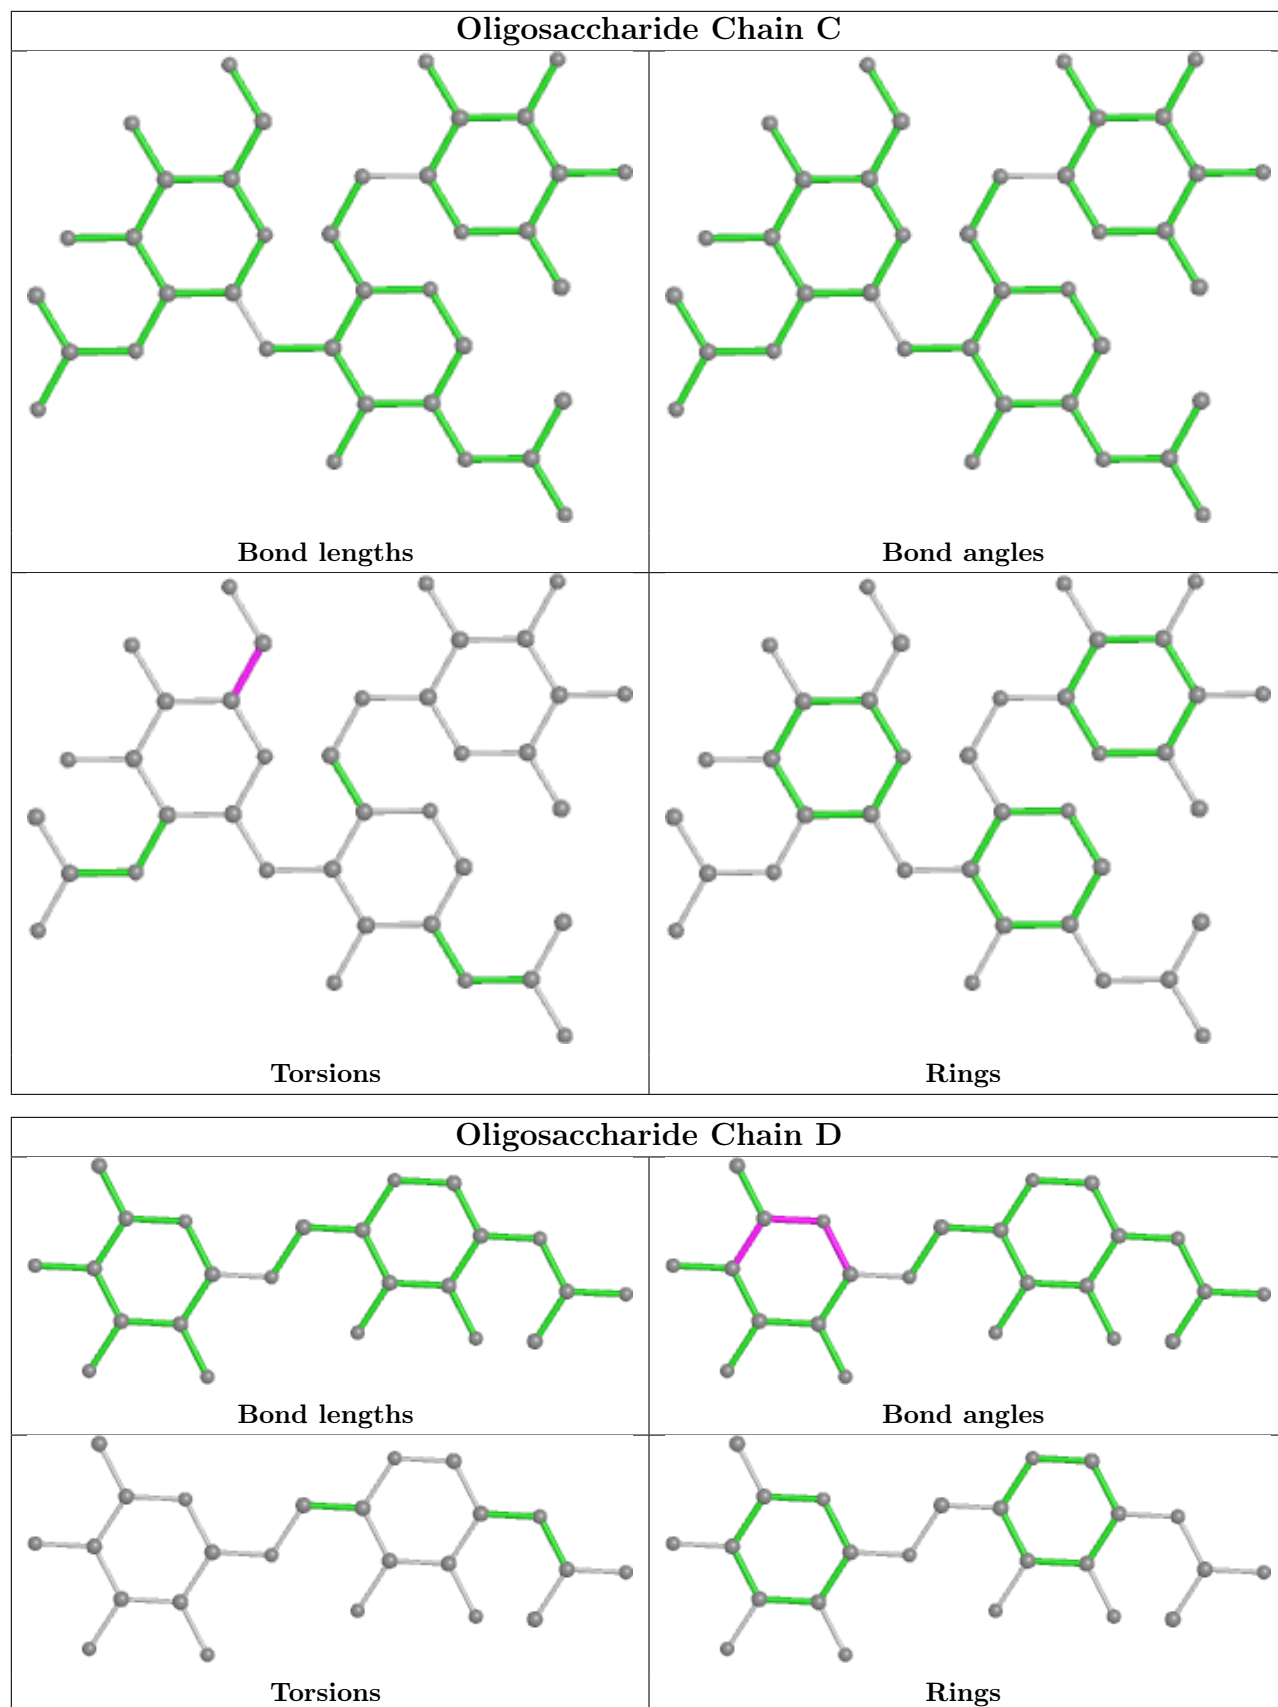 Oligosaccharide Chain C
Bond lengths
Bond angles
Torsions
Rings
Oligosaccharide Chain D
Bond lengths
Bond angles
Torsions
Rings